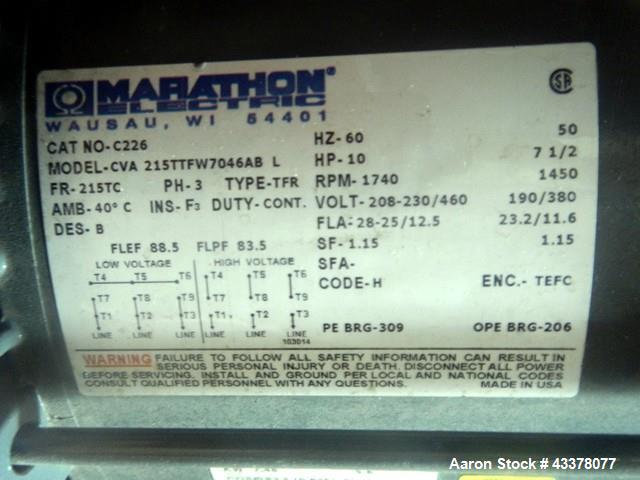 MARATHON®
ELECTRIC
WAUSAU, WI 54401
CAT NO-C226
MODEL-CVA 215TTFW7046AB L
FR-215TC PH-3 TYPE-TFR
AMB-40°C INS-F3 DUTY-CONT.
DES-B
FLEF 88.5 FLPF 83.5
HZ-60 50
HP-10 7 1/2
RPM-1740 1450
VOLT-208-230/460 190/380
FLA-28-25/12.5 23.2/11.6
SF-1.15 1.15
SFA-
CODE-H ENC.-TEFC
LOW VOLTAGE HIGH VOLTAGE
T4 T5 T6 T4 T5 T6
T7 T8 T9 T7 T8 T9
T1 T2 T3 T1 T2 T3
LINE LINE LINE LINE LINE LINE
103014
PE BRG-309 OPE BRG-206
WARNING FAILURE TO FOLLOW ALL SAFETY INFORMATION CAN RESULT IN
SERIOUS PERSONAL INJURY OR DEATH. DISCONNECT ALL POWER
BEFORE SERVICING. INSTALL AND GROUND PER LOCAL AND NATIONAL CODES
CONSULT QUALIFIED PERSONNEL WITH ANY QUESTIONS. MADE IN USA
Aaron Stock # 43378077